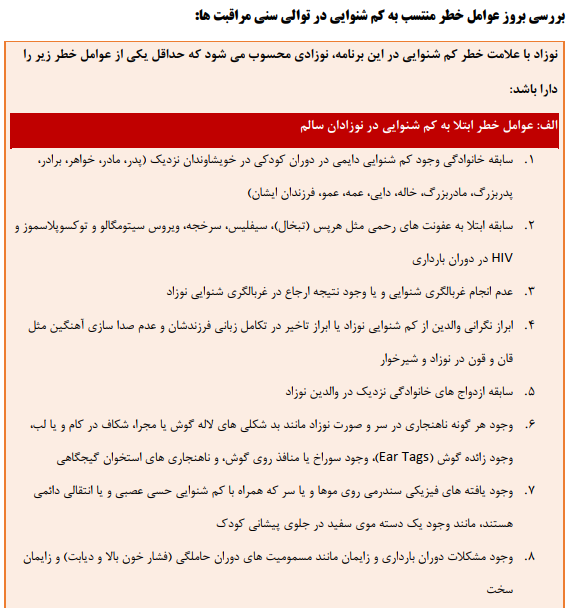 بررسی بروز عوامل خطر منتسب به کم شنوایی در توالی سنی مراقبت ها:
نوزاد با علامت خطر کم شنوایی در این برنامه، نوزادی محسوب می شود که حداقل یکی از عوامل خطر زیر را
دارا باشد:
الف: عوامل خطر ابتلا به کم شنوایی در نوزادان سالم
۱. سابقه خانوادگی وجود کم شنوایی دایمی در دوران کودکی در خویشاوندان نزدیک (پدر، مادر، خواهر، برادر،
پدربزرگ، مادربزرگ، خاله، دایی، عمه، عمو، فرزندان ایشان)
۲. سابقه ابتلا به عفونت های رحمی مثل هرپس (تبخال)، سیفلیس، سرخجه، ویروس سیتومگالو و توکسوپلاسموز و
HIV در دوران بارداری
۳. عدم انجام غربالگری شنوایی و یا وجود نتیجه ارجاع در غربالگری شنوایی نوزاد
۴. ابراز نگرانی والدین از کم شنوایی نوزاد یا ابراز تاخیر در تکامل زبانی فرزندشان و عدم صدا سازی آهنگین مثل
قان و قون در نوزاد و شیرخوار
۵. سابقه ازدواج های خانوادگی نزدیک در والدین نوزاد
۶. وجود هر گونه ناهنجاری در سر و صورت نوزاد مانند بد شکلی های لاله گوش یا مجرا، شکاف در کام و یا لب،
وجود زائده گوش (Ear Tags)، وجود سوراخ یا منافذ روی گوش، و ناهنجاری های استخوان گیجگاهی
۷. وجود یافته های فیزیکی سندرمی روی موها و یا سر که همراه با کم شنوایی حسی عصبی و یا انتقالی دائمی
هستند، مانند وجود یک دسته موی سفید در جلوی پیشانی کودک
۸. وجود مشکلات دوران بارداری و زایمان مانند مسمومیت های دوران حاملگی (فشار خون بالا و دیابت) و زایمان
سخت